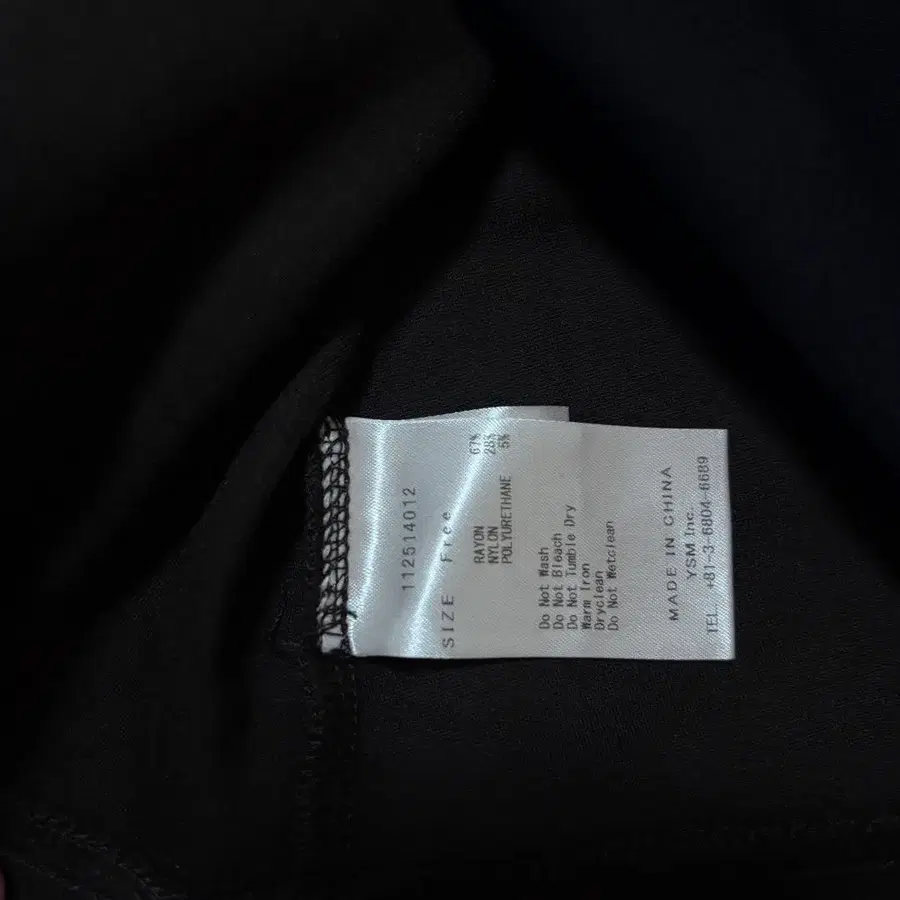 112514012
SIZE Free
RAYON 67%
NYLON 28%
POLYURETHANE 5%
Do Not Wash
Do Not Bleach
Do Not Tumble Dry
Warm Iron
Dryclean
Do Not Wetclean
MADE IN CHINA
YSM Inc.
TEL. +81-3-6804-6689